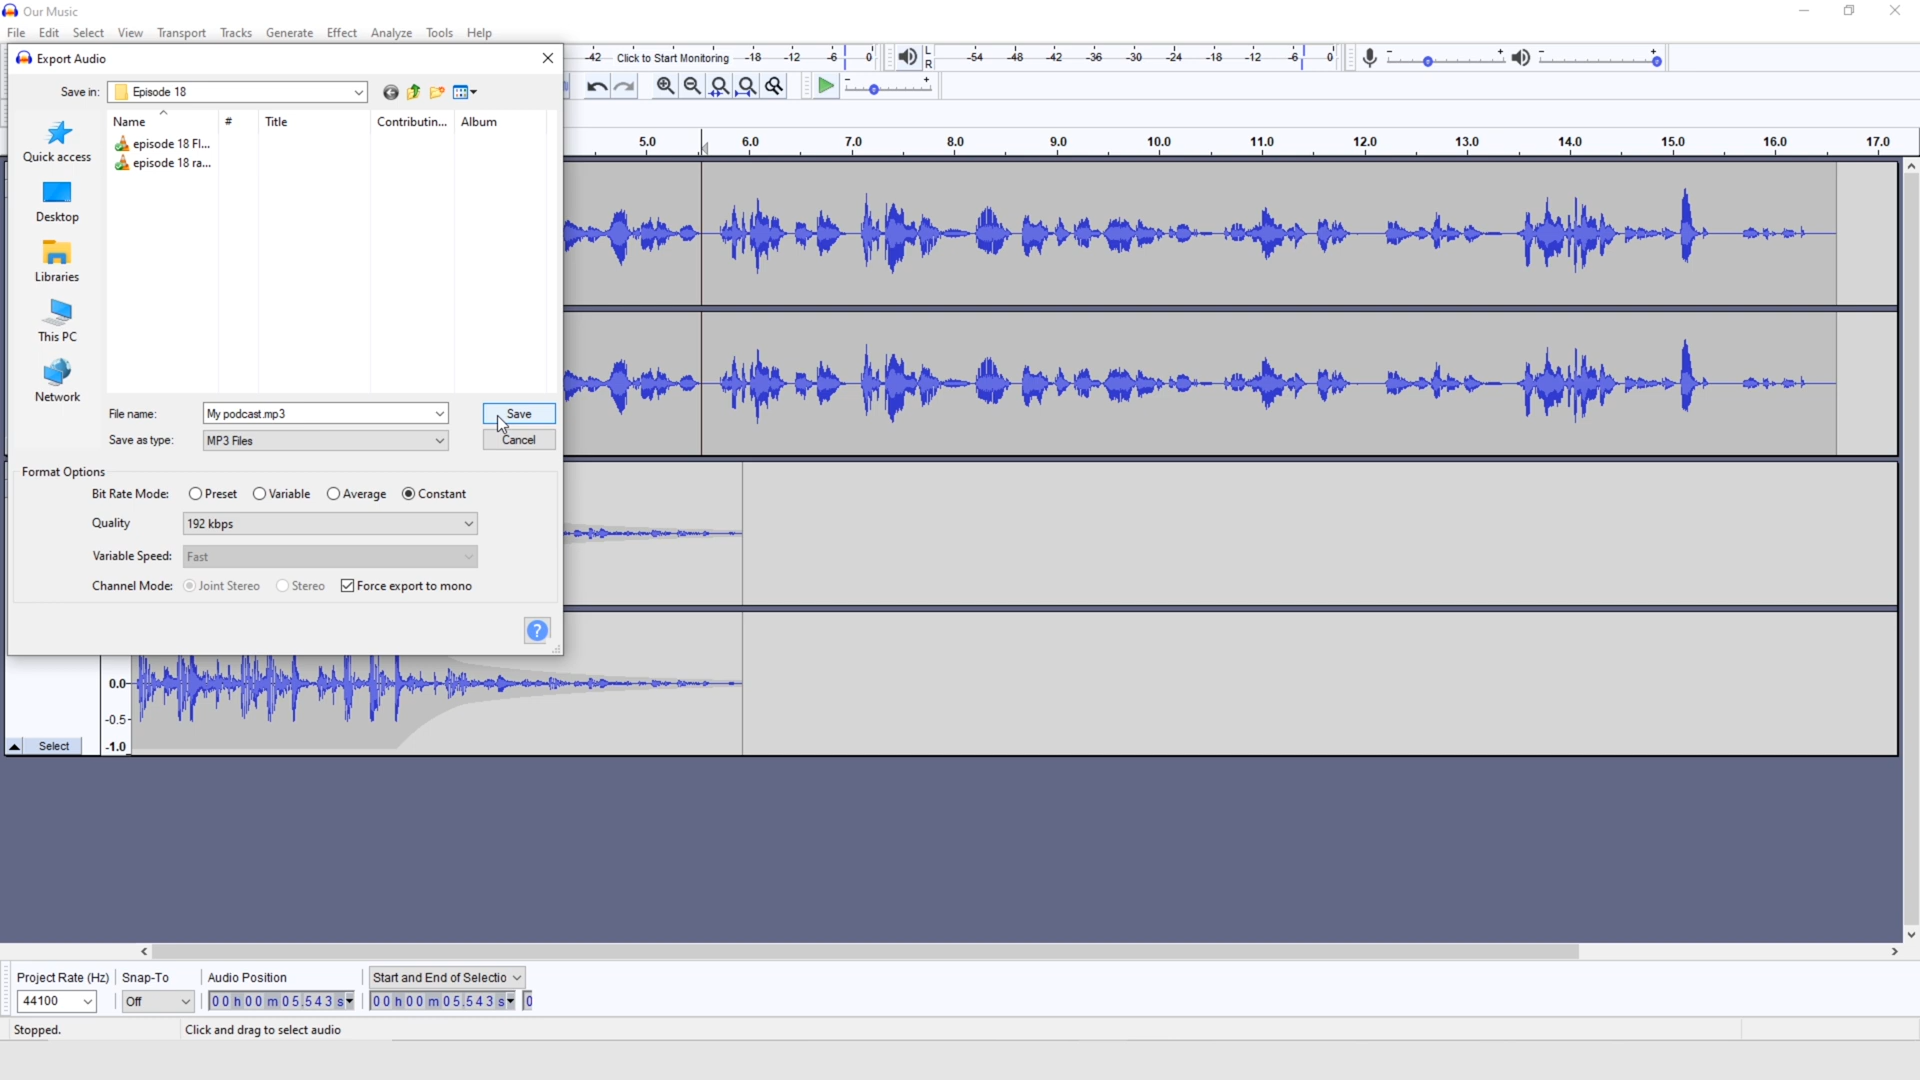 Our Music
File Edit Select View Transport Tracks Generate Effect Analyze Tools Help
Export Audio
-42 Click to Start Monitoring -18 -12 -6 0 L R -54 -48 -42 -36 -30 -24 -18 -12 -6 0 - + - +
Save in: Episode 18
- +
Name # Title Contributin... Album
episode 18 Fl...
episode 18 ra...
5.0 6.0 7.0 8.0 9.0 10.0 11.0 12.0 13.0 14.0 15.0 16.0 17.0
Quick access
Desktop
Libraries
This PC
Network
File name: My podcast.mp3 Save
Save as type: MP3 Files Cancel
Format Options
Bit Rate Mode: Preset Variable Average Constant
Quality 192 kbps
Variable Speed: Fast
Channel Mode: Joint Stereo Stereo Force export to mono
?
0.0
-0.5
-1.0
Select
Project Rate (Hz) Snap-To Audio Position Start and End of Selectio
44100 Off 00 h 00 m 05.543 s 00 h 00 m 05.543 s 0
Stopped. Click and drag to select audio